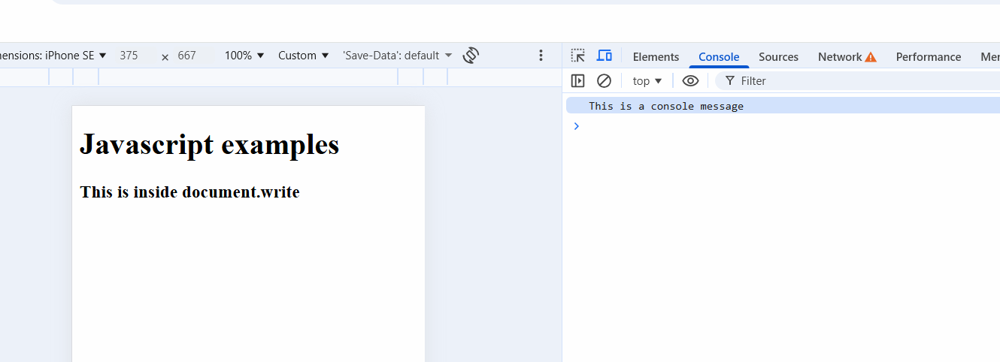 mensions: iPhone SE ▼ 375 × 667 100% ▼ Custom ▼ 'Save-Data': default ▼
Elements Console Sources Network Performance Mer
top ▼ Filter
This is a console message
Javascript examples
This is inside document.write